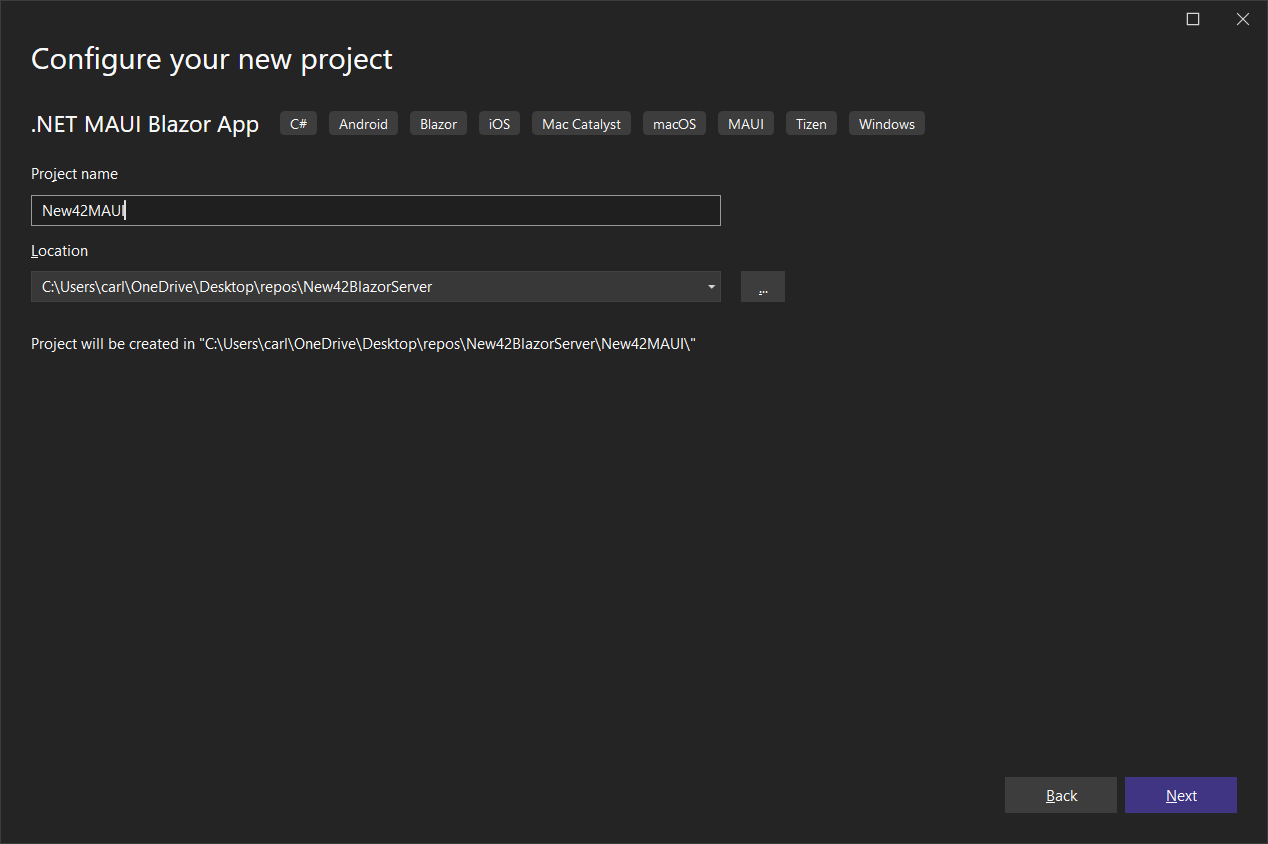 Configure your new project
.NET MAUI Blazor App C# Android Blazor iOS Mac Catalyst macOS MAUI Tizen Windows
Project name
New42MAUI
Location
C:\Users\carl\OneDrive\Desktop\repos\New42BlazorServer ...
Project will be created in "C:\Users\carl\OneDrive\Desktop\repos\New42BlazorServer\New42MAUI\"
Back Next